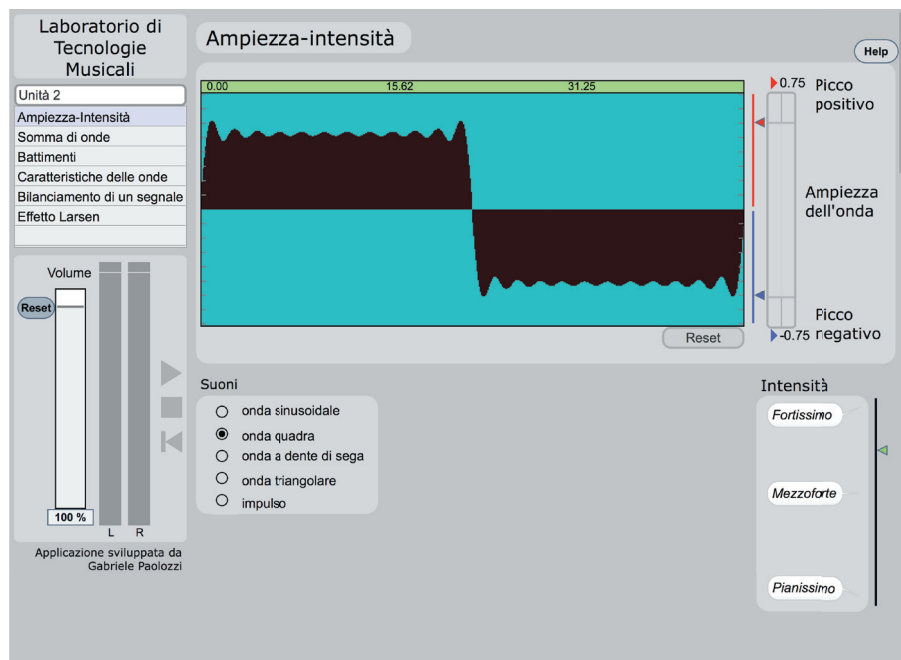 Laboratorio di
Tecnologie
Musicali
Ampiezza-intensità
Help
Unità 2
Ampiezza-Intensità
Somma di onde
Battimenti
Caratteristiche delle onde
Bilanciamento di un segnale
Effetto Larsen
0.00 15.62 31.25
0.75 Picco
positivo
Ampiezza
dell'onda
Picco
-0.75 negativo
Reset
Volume
Reset
100 %
L R
Applicazione sviluppata da
Gabriele Paolozzi
Suoni
onda sinusoidale
onda quadra
onda a dente di sega
onda triangolare
impulso
Intensità
Fortissimo
Mezzoforte
Pianissimo